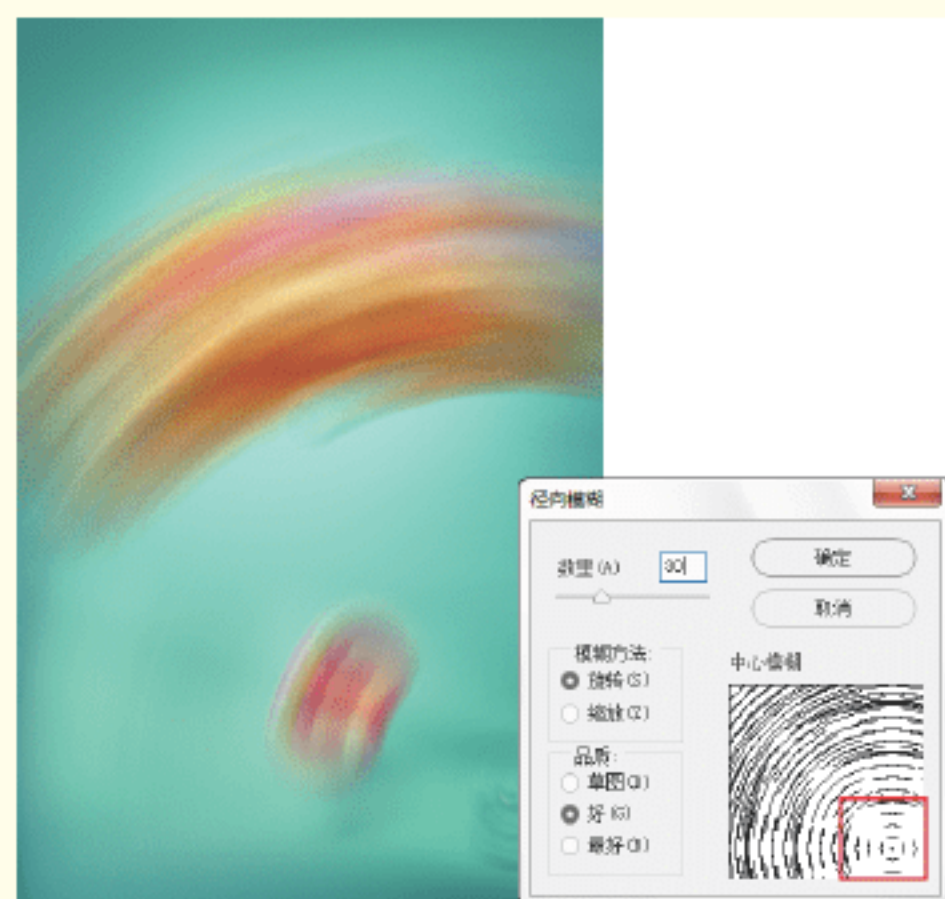 径向模糊
数量(A)
30
确定
取消
模糊方法:
旋转(S)
缩放(Z)
中心模糊
品质:
草图(D)
好(G)
最好(B)